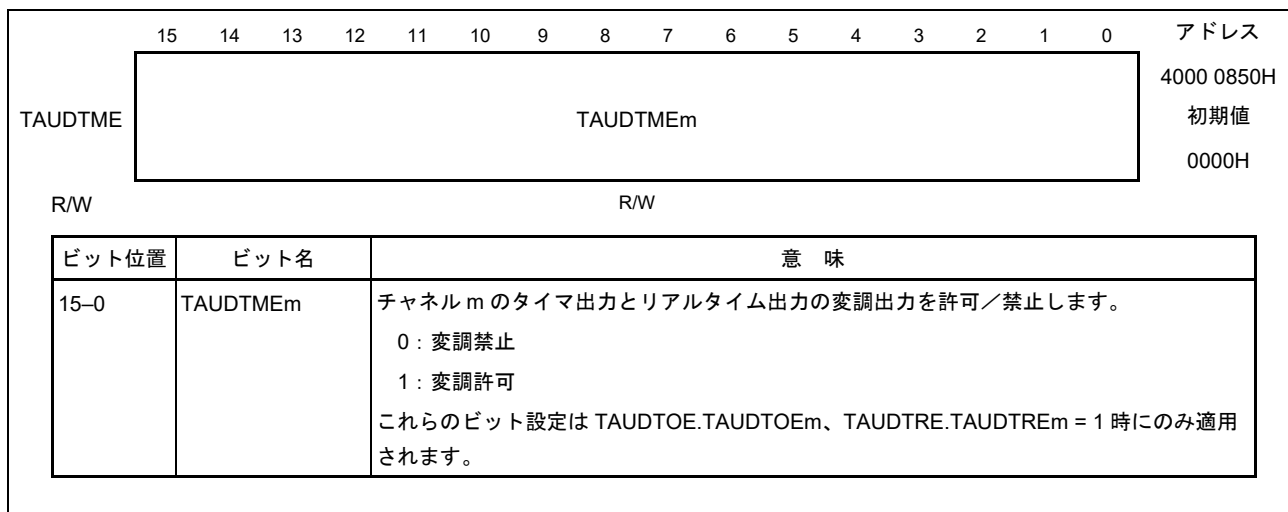 15 14 13 12 11 10 9 8 7 6 5 4 3 2 1 0 アドレス
4000 0850H
TAUDTME TAUDTMEm 初期値
0000H
R/W R/W
ビット位置 ビット名 意 味
15–0 TAUDTMEm チャネル m のタイマ出力とリアルタイム出力の変調出力を許可／禁止します。
0：変調禁止
1：変調許可
これらのビット設定は TAUDTOE.TAUDTOEm、TAUDTRE.TAUDTREm = 1 時にのみ適用
されます。